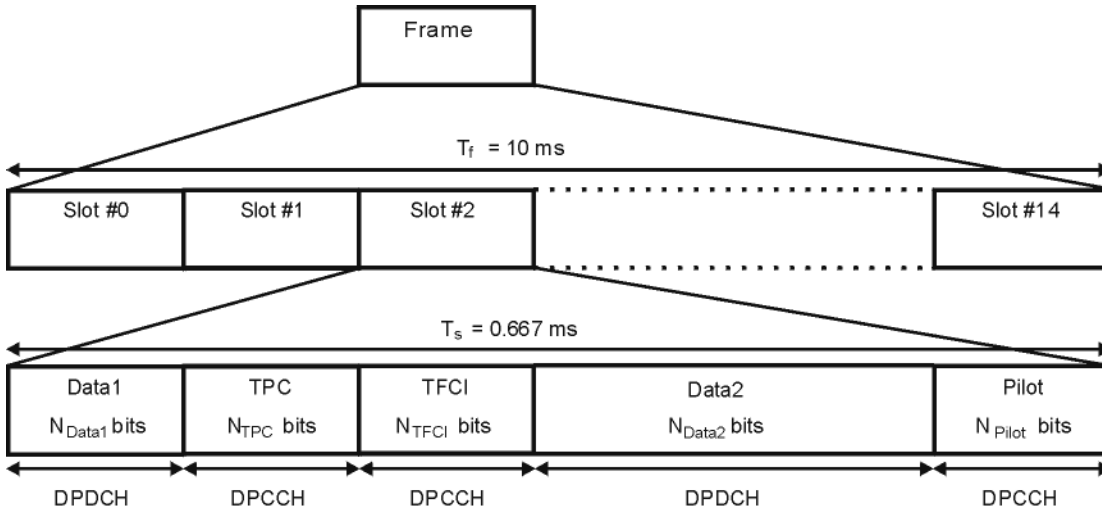 Frame
T_f = 10 ms
Slot #0 Slot #1 Slot #2 Slot #14
T_s = 0.667 ms
Data1 TPC TFCI Data2 Pilot
N_Data1 bits N_TPC bits N_TFCI bits N_Data2 bits N_Pilot bits
DPDCH DPCCH DPCCH DPDCH DPCCH